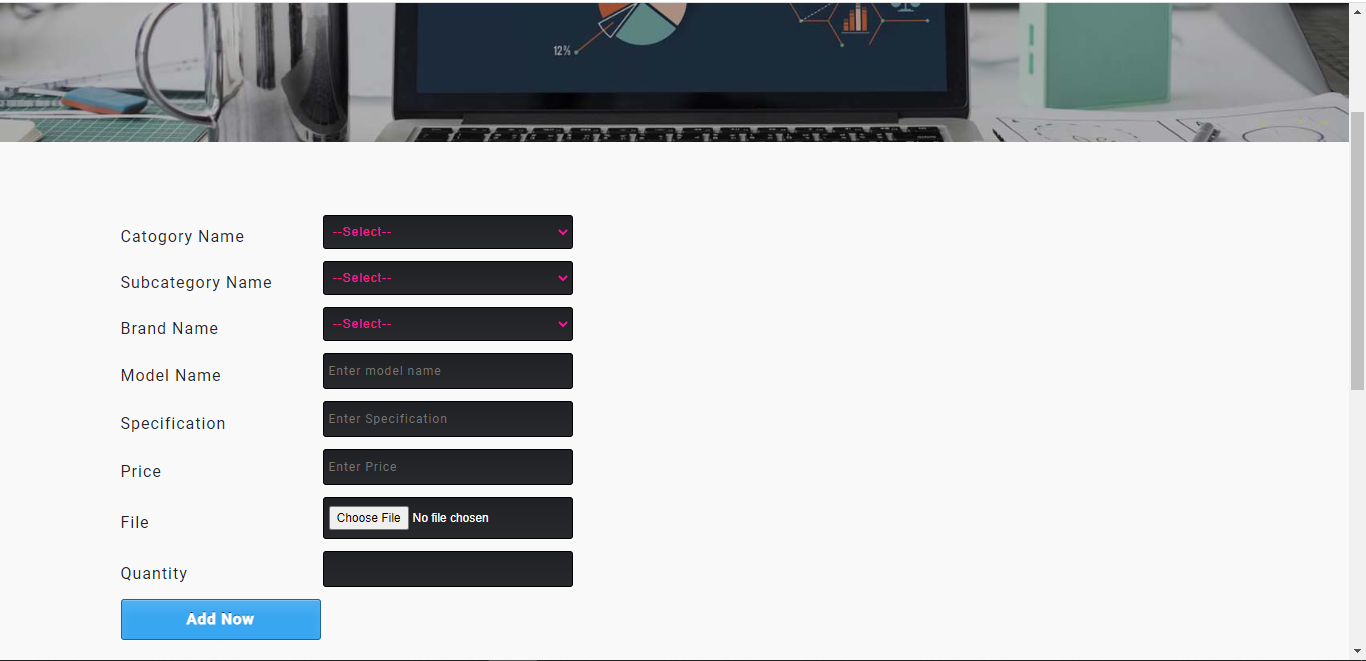 12%
Catogory Name --Select--
Subcategory Name --Select--
Brand Name --Select--
Model Name Enter model name
Specification Enter Specification
Price Enter Price
File Choose File No file chosen
Quantity
Add Now